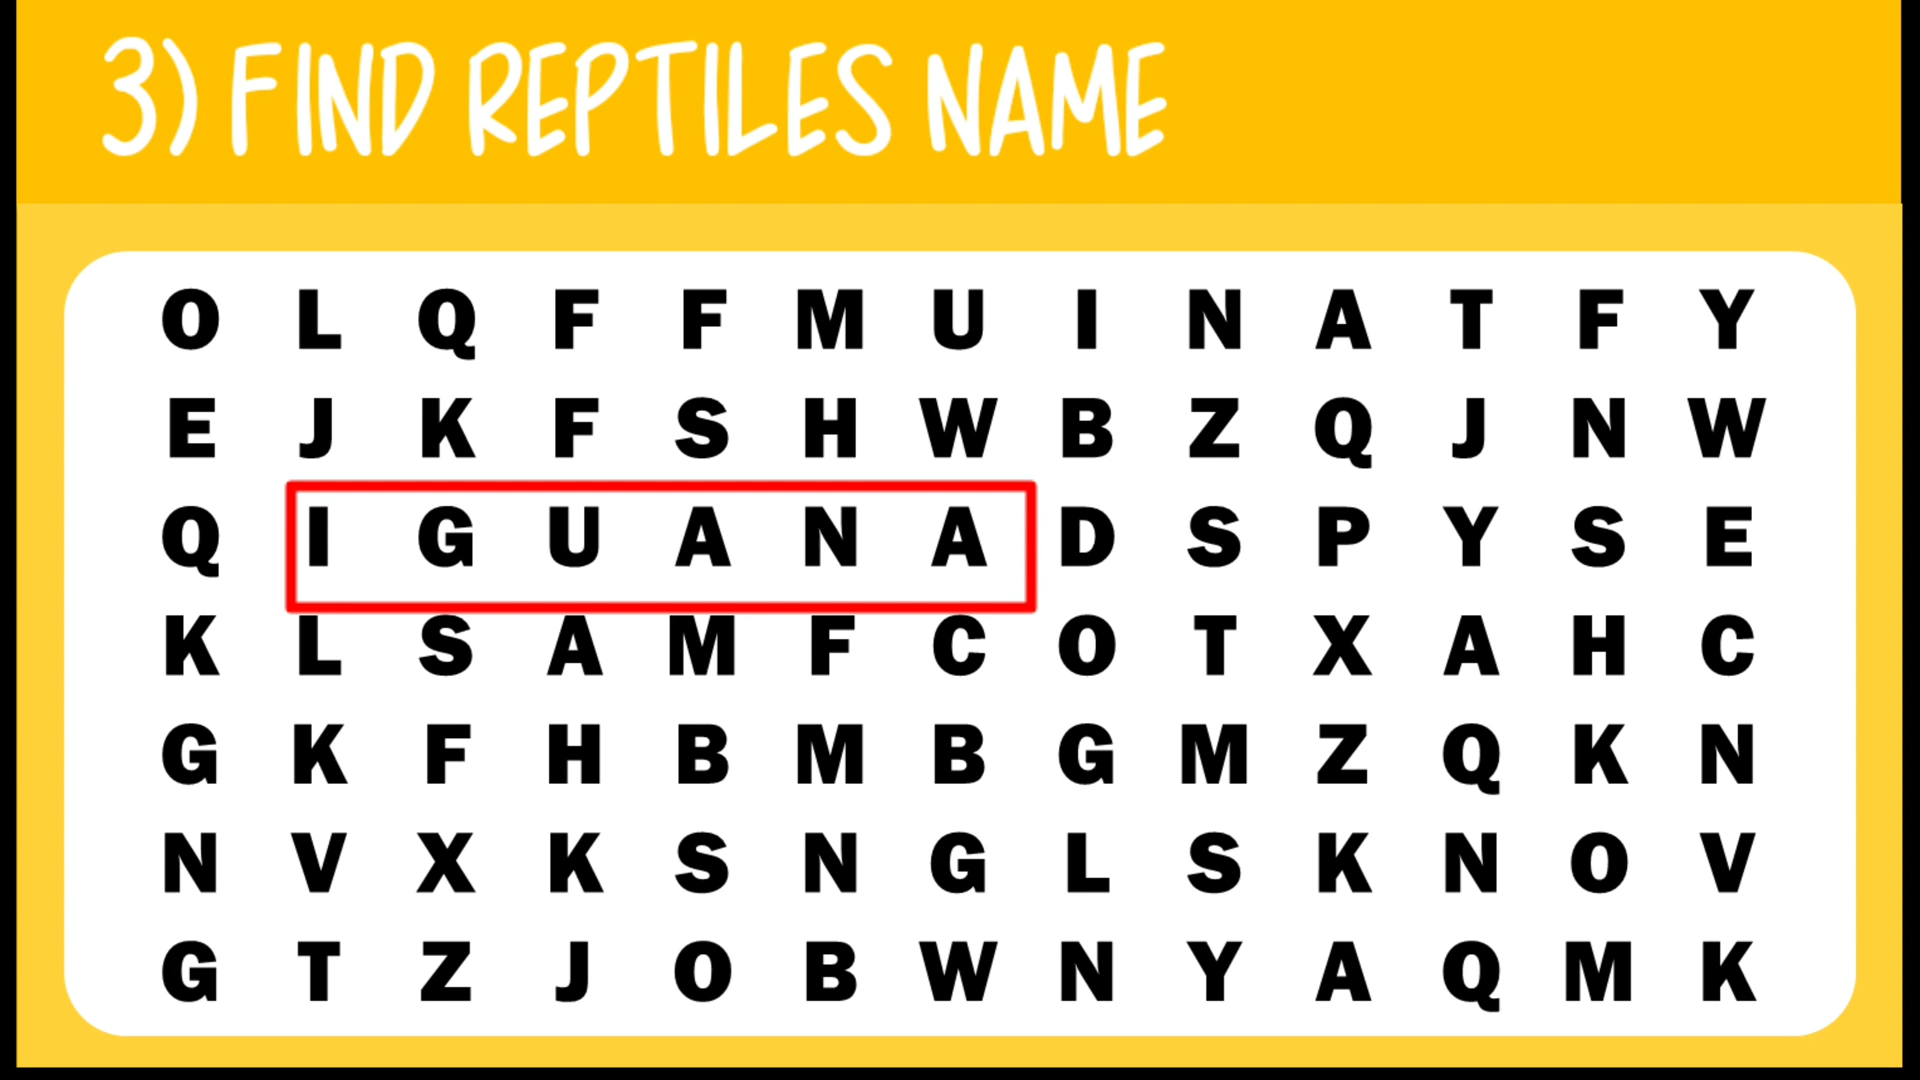 3) FIND REPTILES NAME
O L Q F F M U I N A T F Y
E J K F S H W B Z Q J N W
Q I G U A N A D S P Y S E
K L S A M F C O T X A H C
G K F H B M B G M Z Q K N
N V X K S N G L S K N O V
G T Z J O B W N Y A Q M K